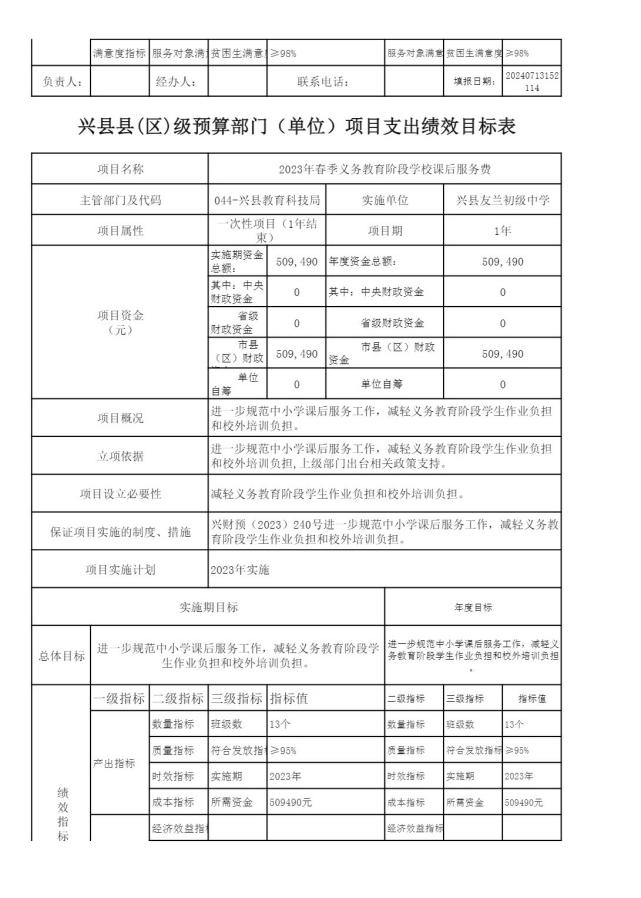 满意度指标 服务对象满意 贫困生满意 ≥98% 服务对象满意 贫困生满意度 ≥98%
负责人: 经办人: 联系电话: 填报日期: 20240713152
114
兴县县(区)级预算部门（单位）项目支出绩效目标表
项目名称 2023年春季义务教育阶段学校课后服务费
主管部门及代码 044-兴县教育科技局 实施单位 兴县友兰初级中学
项目属性 一次性项目（1年结
束） 项目期 1年
项目资金
（元）
实施期资金
总额: 509,490 年度资金总额: 509,490
其中: 中央
财政资金 0 其中: 中央财政资金 0
省级
财政资金 0 省级财政资金 0
市县
（区）财政 509,490 市县（区）财政
资金 509,490
单位
自筹 0 单位自筹 0
项目概况 进一步规范中小学课后服务工作，减轻义务教育阶段学生作业负担
和校外培训负担。
立项依据 进一步规范中小学课后服务工作，减轻义务教育阶段学生作业负担
和校外培训负担,上级部门出台相关政策支持。
项目设立必要性 减轻义务教育阶段学生作业负担和校外培训负担。
保证项目实施的制度、措施 兴财预（2023）240号进一步规范中小学课后服务工作，减轻义务教
育阶段学生作业负担和校外培训负担。
项目实施计划 2023年实施
实施期目标 年度目标
总体目标 进一步规范中小学课后服务工作，减轻义务教育阶段学
生作业负担和校外培训负担。
进一步规范中小学课后服务工作，减轻义
务教育阶段学生作业负担和校外培训负担
。
绩
效
指
标
一级指标 二级指标 三级指标 指标值 二级指标 三级指标 指标值
产出指标
数量指标 班级数 13个 数量指标 班级数 13个
质量指标 符合发放指 ≥95% 质量指标 符合发放指标 ≥95%
时效指标 实施期 2023年 时效指标 实施期 2023年
成本指标 所需资金 509490元 成本指标 所需资金 509490元
经济效益指 经济效益指标